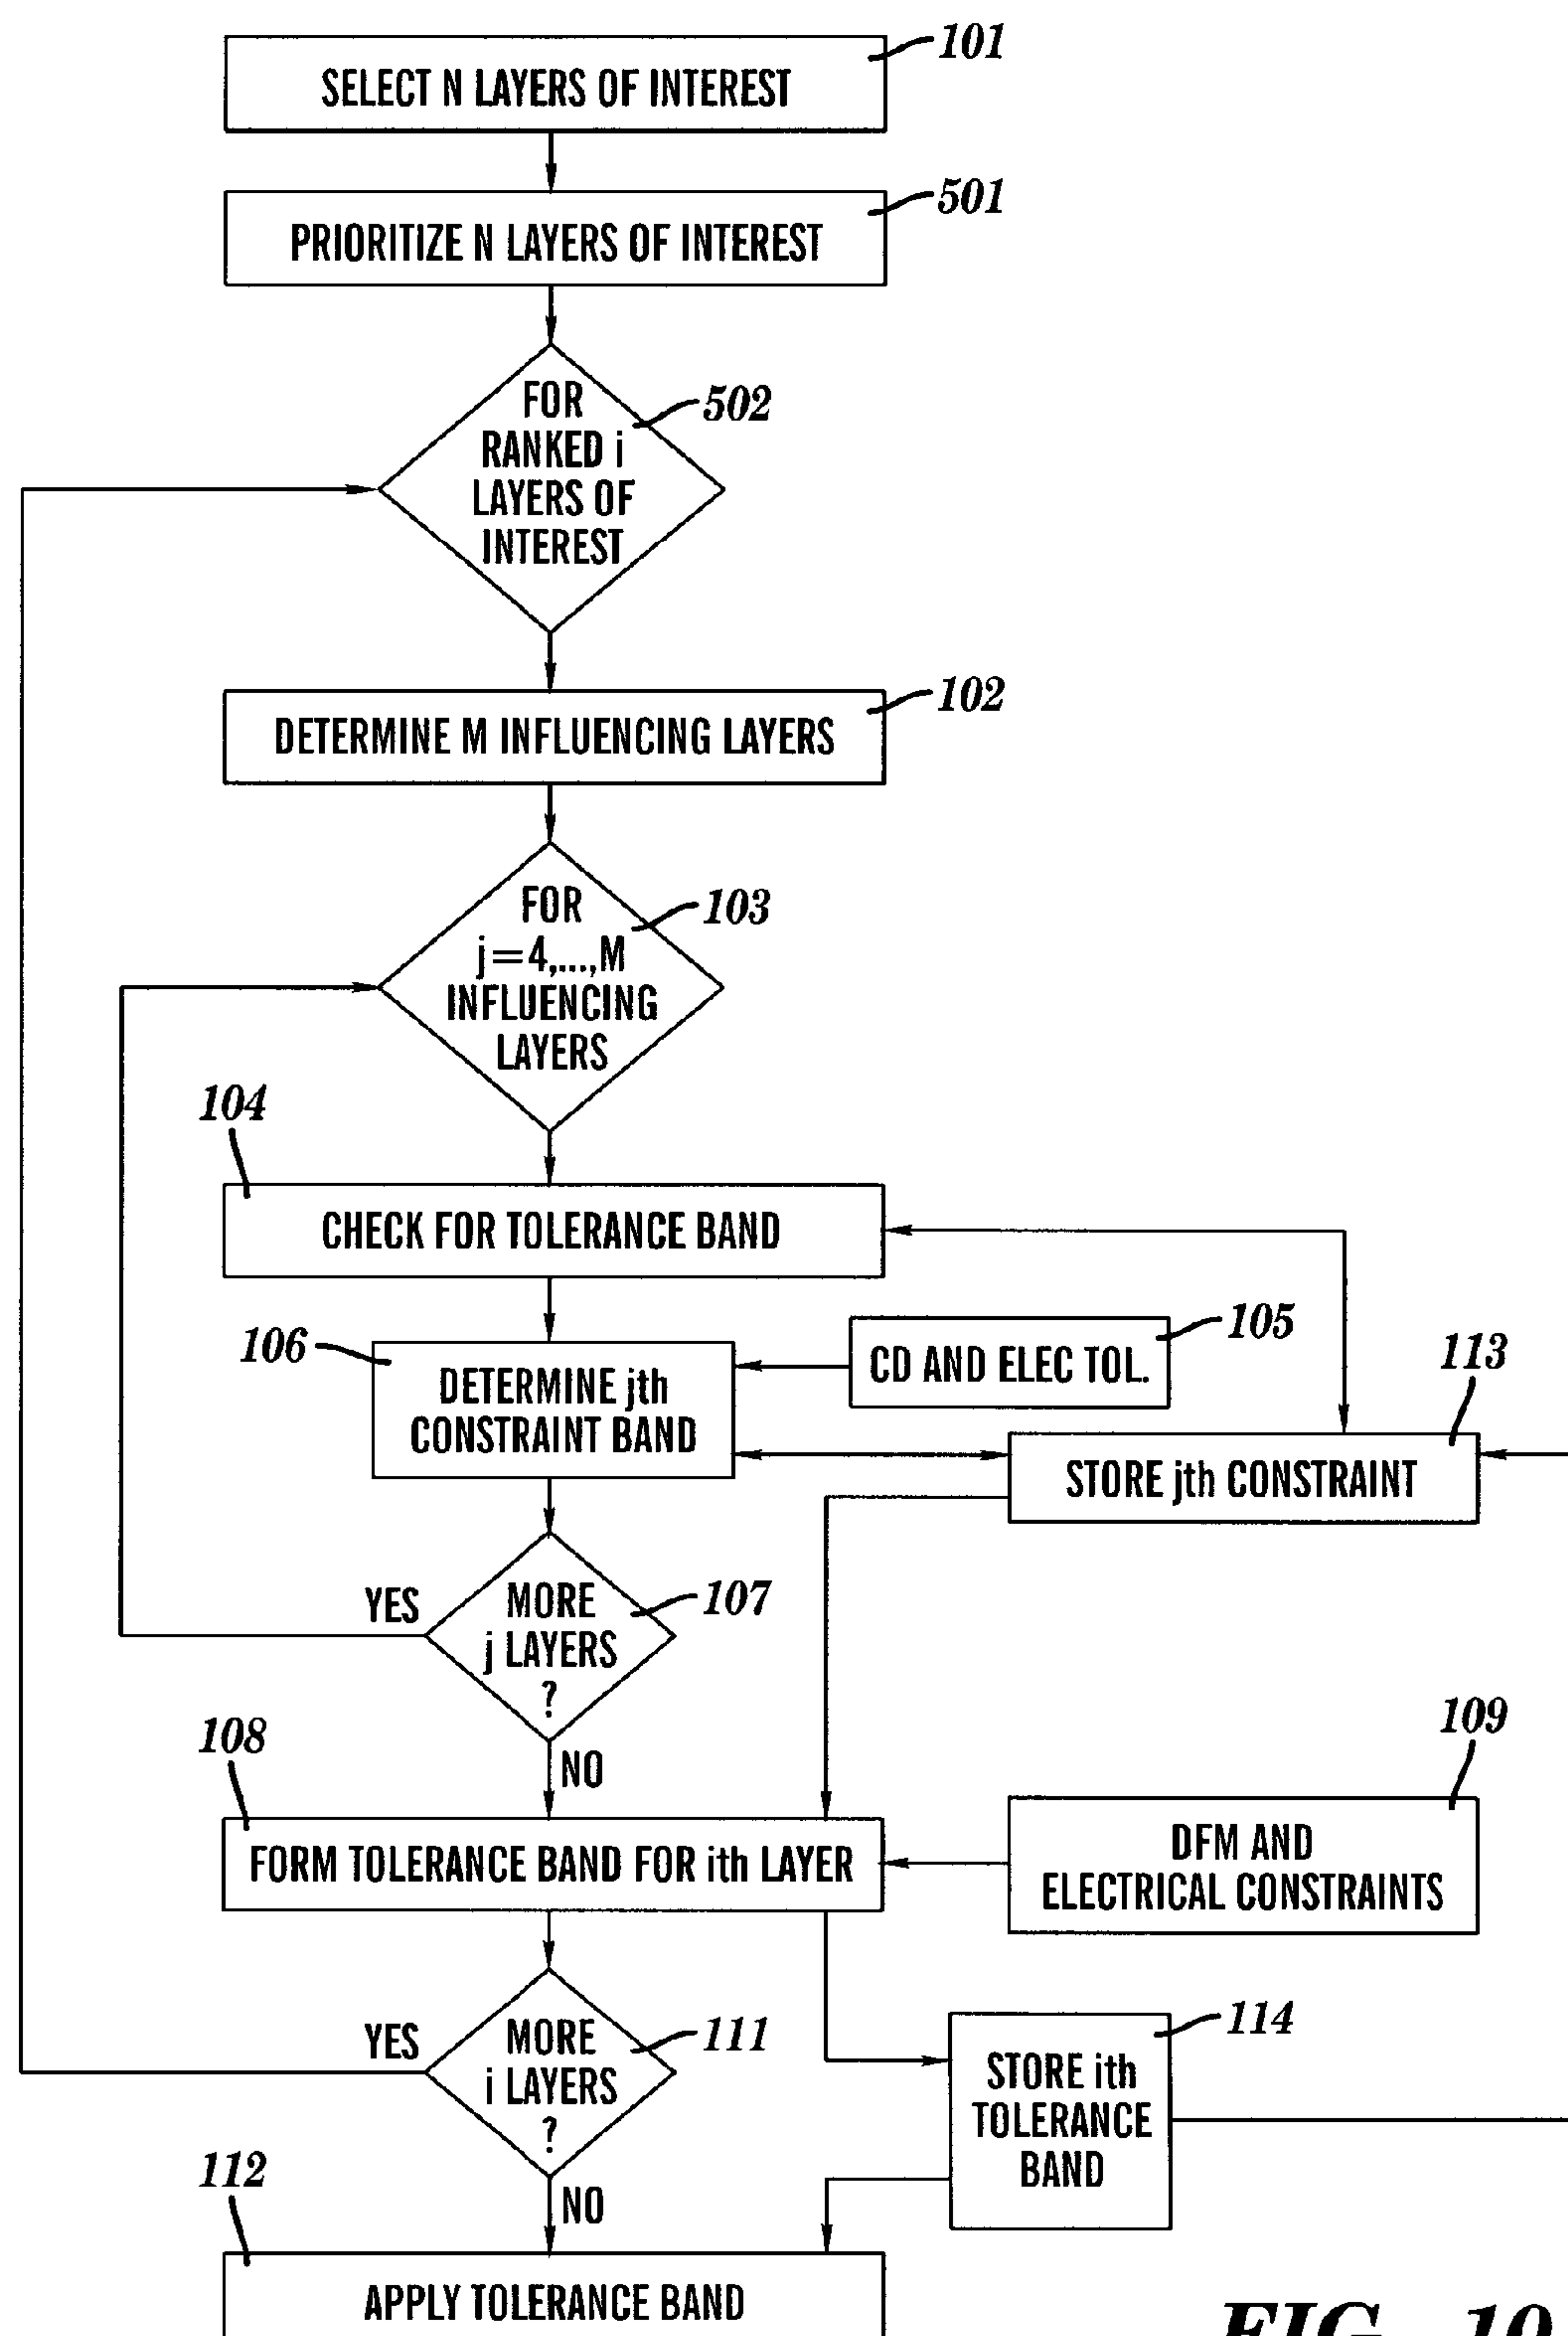 101
SELECT N LAYERS OF INTEREST
501
PRIORITIZE N LAYERS OF INTEREST
FOR
RANKED i
LAYERS OF
INTEREST
502
102
DETERMINE M INFLUENCING LAYERS
FOR
j=4,...,M
INFLUENCING
LAYERS
103
104
CHECK FOR TOLERANCE BAND
105
CD AND ELEC TOL.
106
DETERMINE jth
CONSTRAINT BAND
113
STORE jth CONSTRAINT
YES
MORE
j LAYERS
?
107
NO
108
FORM TOLERANCE BAND FOR ith LAYER
109
DFM AND
ELECTRICAL CONSTRAINTS
YES
MORE
i LAYERS
?
111
NO
114
STORE ith
TOLERANCE
BAND
112
APPLY TOLERANCE BAND
FIG. 10